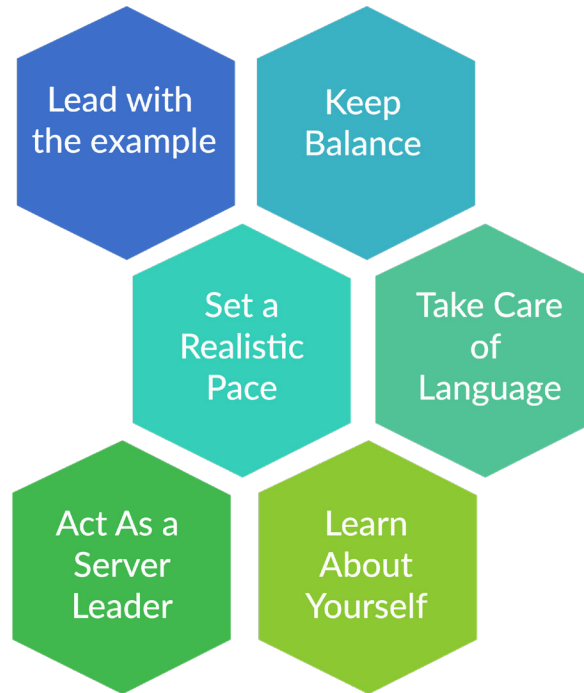 Lead with
the example
Keep
Balance
Set a
Realistic
Pace
Take Care
of
Language
Act As a
Server
Leader
Learn
About
Yourself